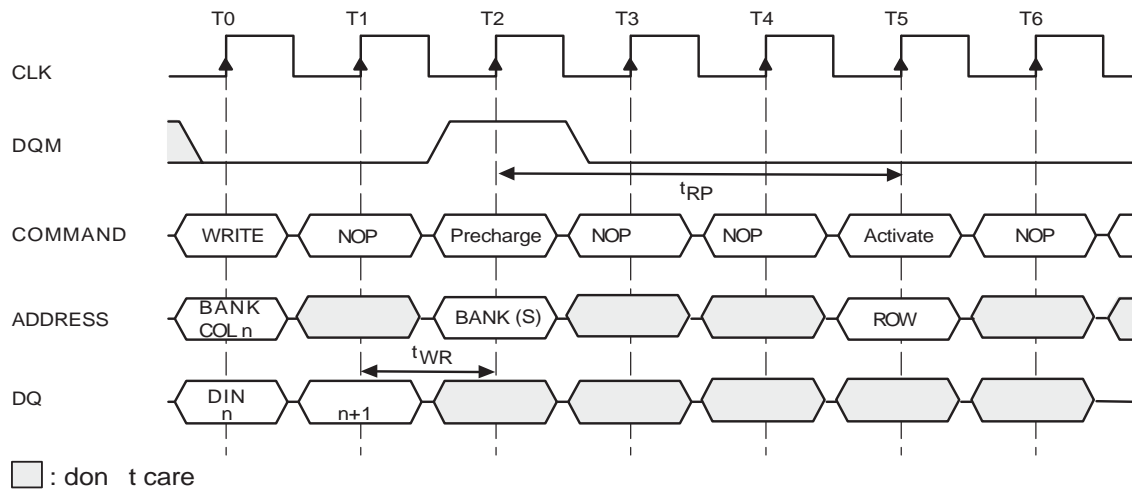 T0 T1 T2 T3 T4 T5 T6
CLK
DQM
tRP
COMMAND WRITE NOP Precharge NOP NOP Activate NOP
ADDRESS BANK COL n BANK (S) ROW
tWR
DQ DIN n n+1
: don t care